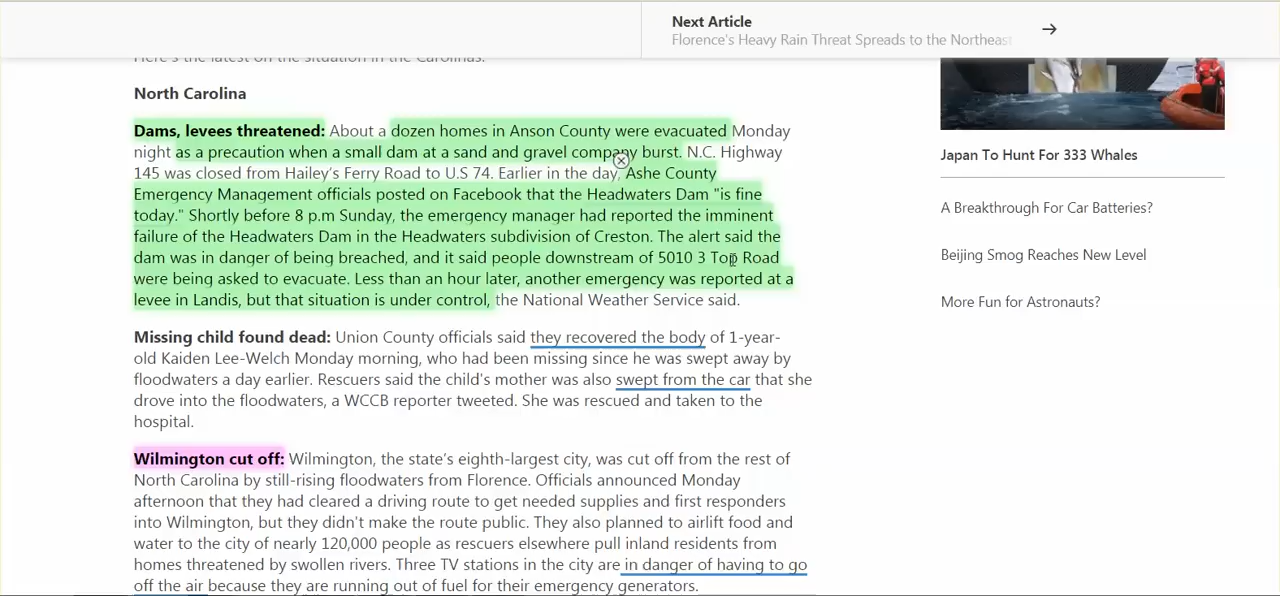 Next Article
Florence's Heavy Rain Threat Spreads to the Northeast
Here's the latest on the situation in the Carolinas.
North Carolina
Dams, levees threatened: About a dozen homes in Anson County were evacuated Monday
night as a precaution when a small dam at a sand and gravel company burst. N.C. Highway
145 was closed from Hailey's Ferry Road to U.S 74. Earlier in the day, Ashe County
Emergency Management officials posted on Facebook that the Headwaters Dam "is fine
today." Shortly before 8 p.m Sunday, the emergency manager had reported the imminent
failure of the Headwaters Dam in the Headwaters subdivision of Creston. The alert said the
dam was in danger of being breached, and it said people downstream of 5010 3 Top Road
were being asked to evacuate. Less than an hour later, another emergency was reported at a
levee in Landis, but that situation is under control, the National Weather Service said.
Missing child found dead: Union County officials said they recovered the body of 1-year-
old Kaiden Lee-Welch Monday morning, who had been missing since he was swept away by
floodwaters a day earlier. Rescuers said the child's mother was also swept from the car that she
drove into the floodwaters, a WCCB reporter tweeted. She was rescued and taken to the
hospital.
Wilmington cut off: Wilmington, the state's eighth-largest city, was cut off from the rest of
North Carolina by still-rising floodwaters from Florence. Officials announced Monday
afternoon that they had cleared a driving route to get needed supplies and first responders
into Wilmington, but they didn't make the route public. They also planned to airlift food and
water to the city of nearly 120,000 people as rescuers elsewhere pull inland residents from
homes threatened by swollen rivers. Three TV stations in the city are in danger of having to go
off the air because they are running out of fuel for their emergency generators.
Japan To Hunt For 333 Whales
A Breakthrough For Car Batteries?
Beijing Smog Reaches New Level
More Fun for Astronauts?